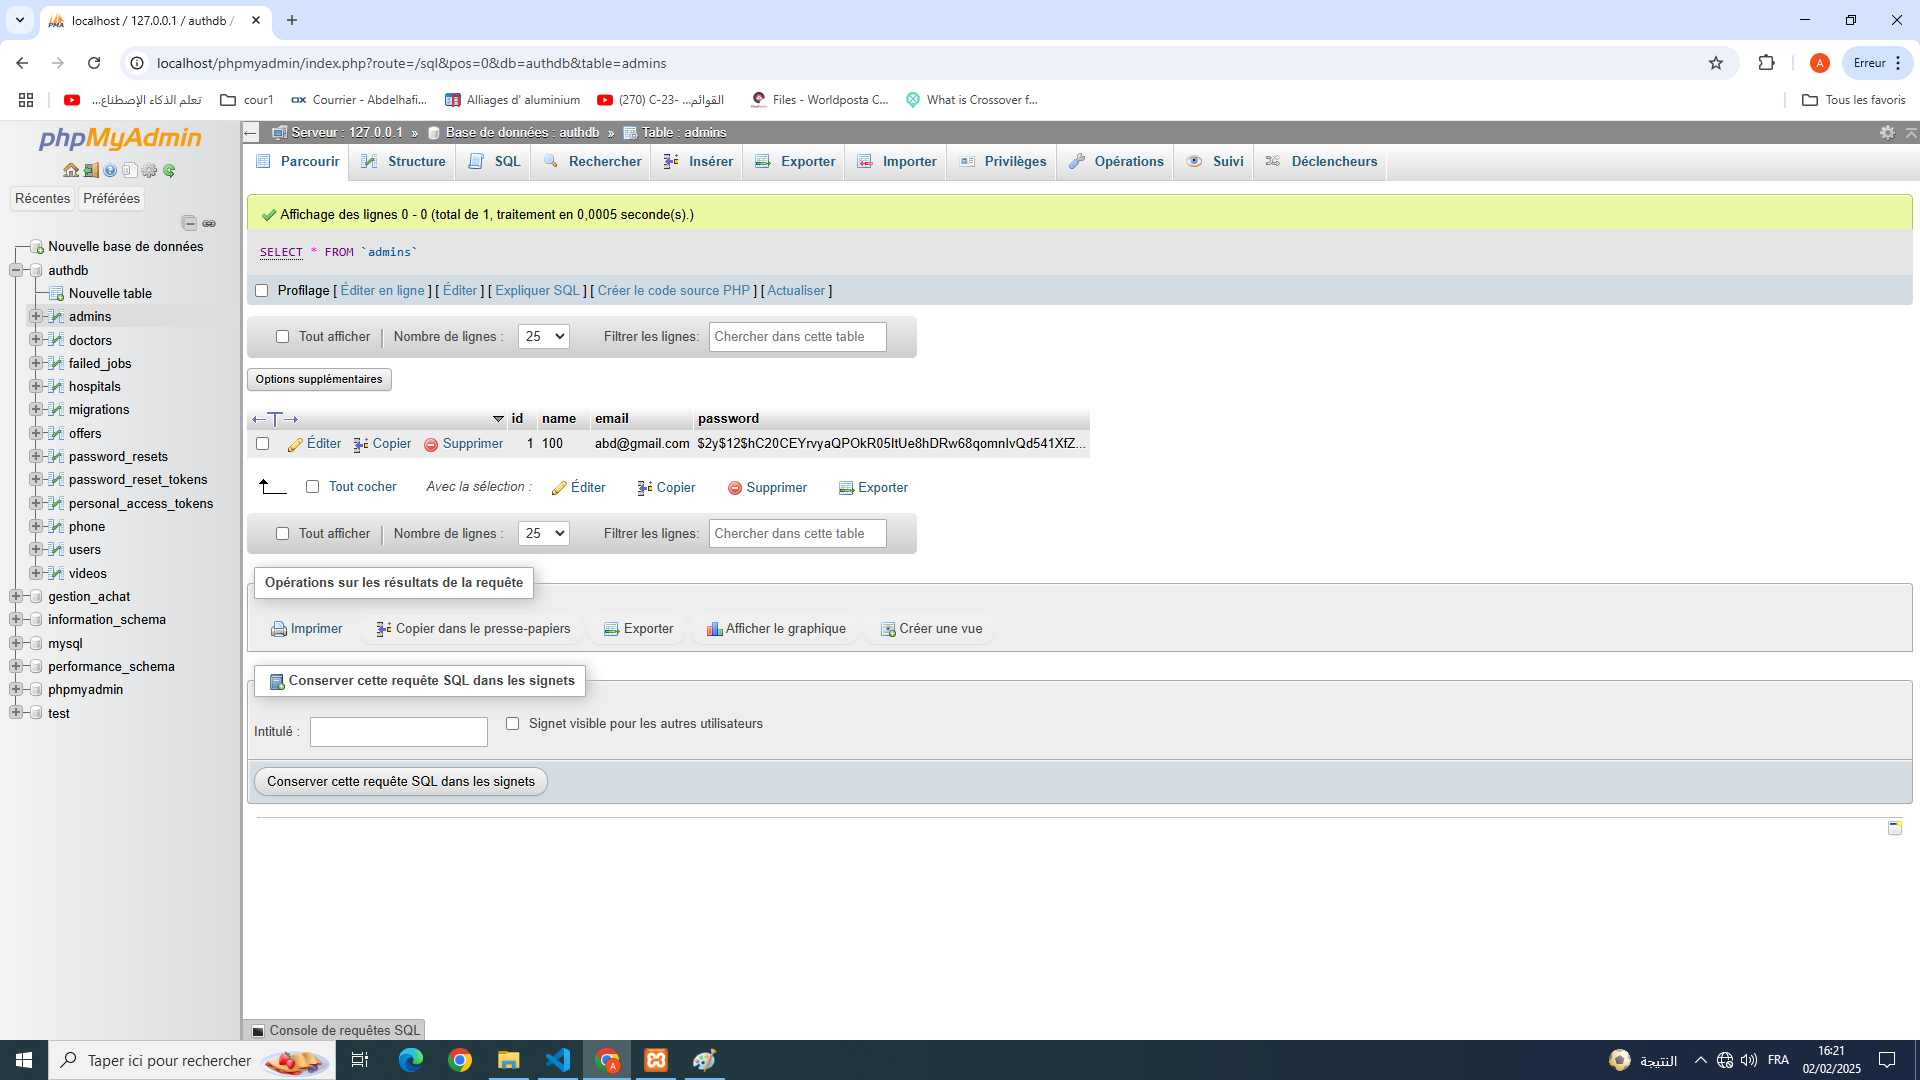 localhost / 127.0.0.1 / authdb /
localhost/phpmyadmin/index.php?route=/sql&pos=0&db=authdb&table=admins
A
Erreur
تعلم الذكاء الإصطناع...
cour1
Courrier - Abdelhafi...
Alliages d' aluminium
(270) C-23- ...القوائم
Files - Worldposta C...
What is Crossover f...
Tous les favoris
phpMyAdmin
Récentes
Préférées
Nouvelle base de données
authdb
Nouvelle table
admins
doctors
failed_jobs
hospitals
migrations
offers
password_resets
password_reset_tokens
personal_access_tokens
phone
users
videos
gestion_achat
information_schema
mysql
performance_schema
phpmyadmin
test
Serveur : 127.0.0.1 » Base de données : authdb » Table : admins
Parcourir
Structure
SQL
Rechercher
Insérer
Exporter
Importer
Privilèges
Opérations
Suivi
Déclencheurs
Affichage des lignes 0 - 0 (total de 1, traitement en 0,0005 seconde(s).)
SELECT * FROM `admins`
Profilage [ Éditer en ligne ] [ Éditer ] [ Expliquer SQL ] [ Créer le code source PHP ] [ Actualiser ]
Tout afficher
Nombre de lignes :
25
Filtrer les lignes:
Chercher dans cette table
Options supplémentaires
id name email password
Éditer Copier Supprimer 1 100 abd@gmail.com $2y$12$hC20CEYrvyaQPOkR05ItUe8hDRw68qomnIvQd541XfZ...
Tout cocher
Avec la sélection :
Éditer
Copier
Supprimer
Exporter
Tout afficher
Nombre de lignes :
25
Filtrer les lignes:
Chercher dans cette table
Opérations sur les résultats de la requête
Imprimer
Copier dans le presse-papiers
Exporter
Afficher le graphique
Créer une vue
Conserver cette requête SQL dans les signets
Intitulé :
Signet visible pour les autres utilisateurs
Conserver cette requête SQL dans les signets
Console de requêtes SQL
Taper ici pour rechercher
النتيجة
FRA
16:21
02/02/2025